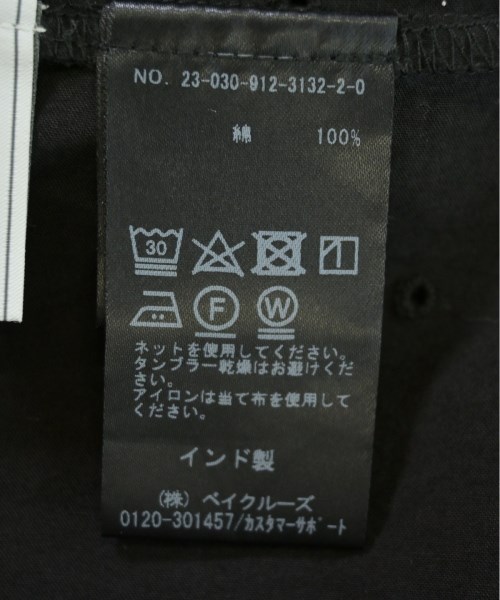 NO. 23-030-912-3132-2-0
綿 100%
30
F W
ネットを使用してください。
タンブラー乾燥はお避けくだ
さい。
アイロンは当て布を使用して
ください。
インド製
(株) ベイクルーズ
0120-301457/カスタマーサポート